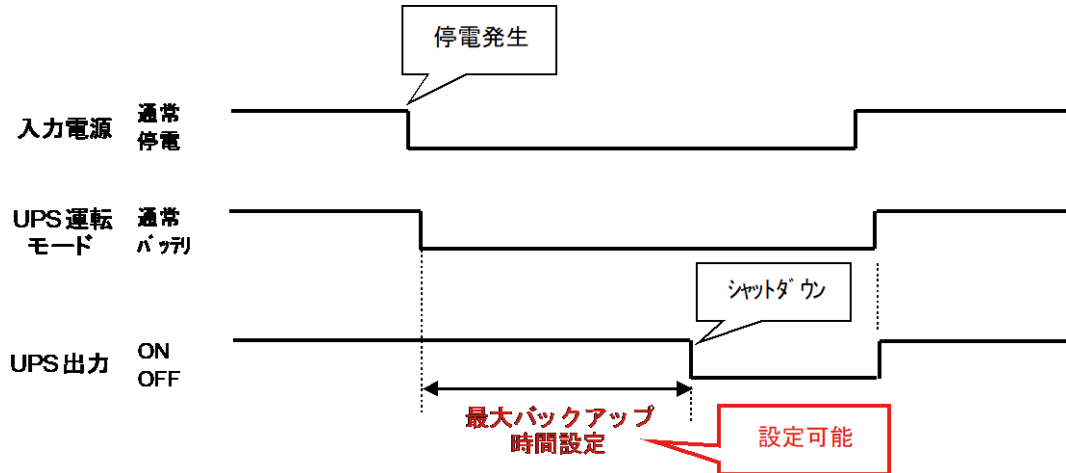 停電発生
入力電源
通常
停電
UPS運転
モード
通常
ﾊﾞｯﾃﾘ
ｼｬｯﾄﾀﾞｳﾝ
UPS出力
ON
OFF
最大バックアップ
時間設定
設定可能